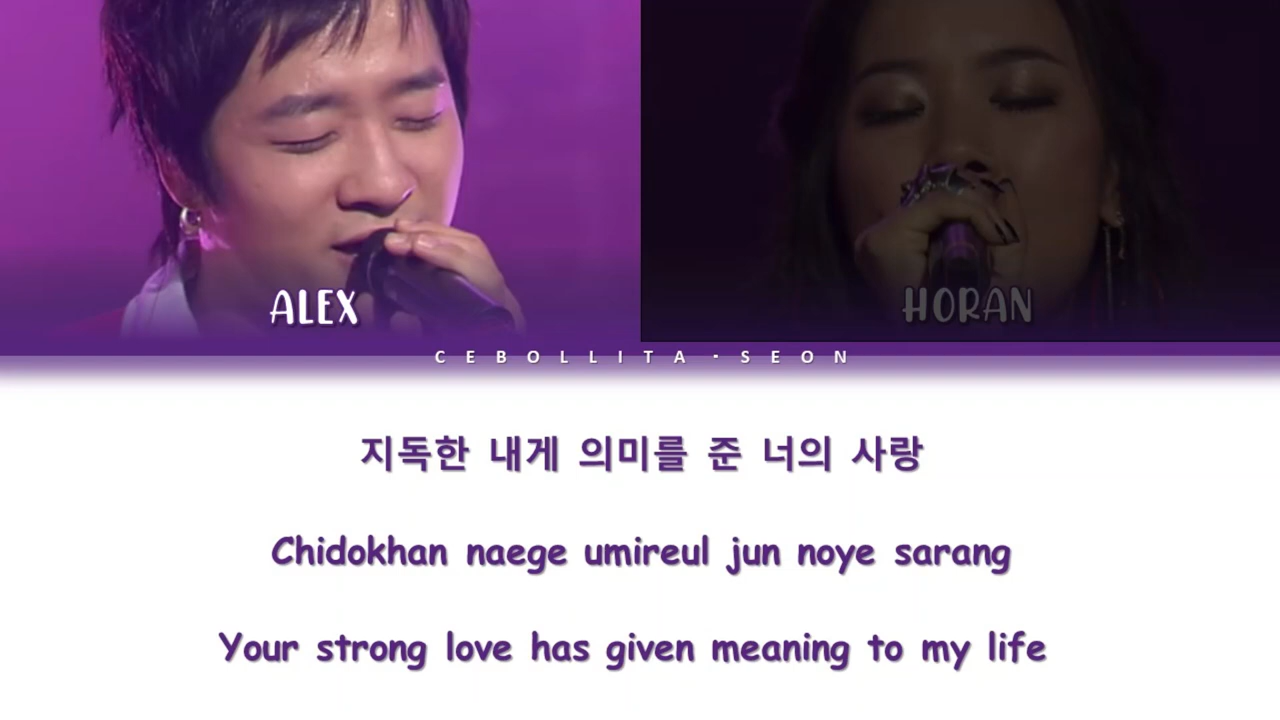 ALEX
HORAN
CEBOLLITA · SEON
지독한 내게 의미를 준 너의 사랑
Chidokhan naege umireul jun noye sarang
Your strong love has given meaning to my life